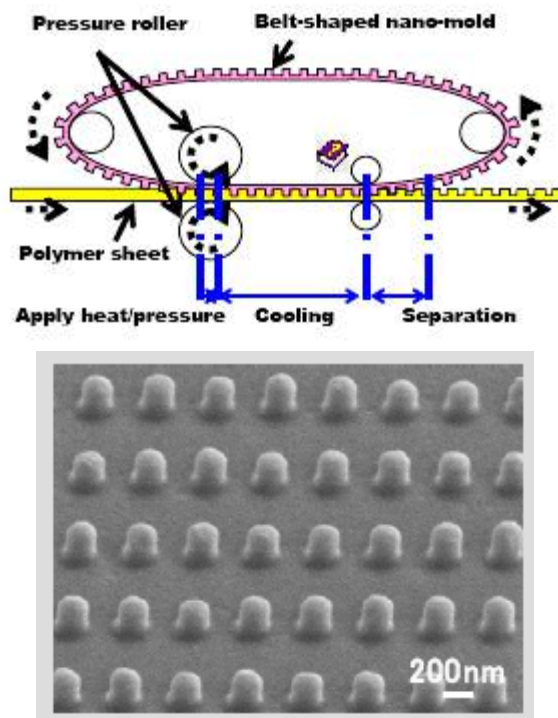 Pressure roller
Belt-shaped nano-mold
Polymer sheet
Apply heat/pressure
Cooling
Separation
200nm